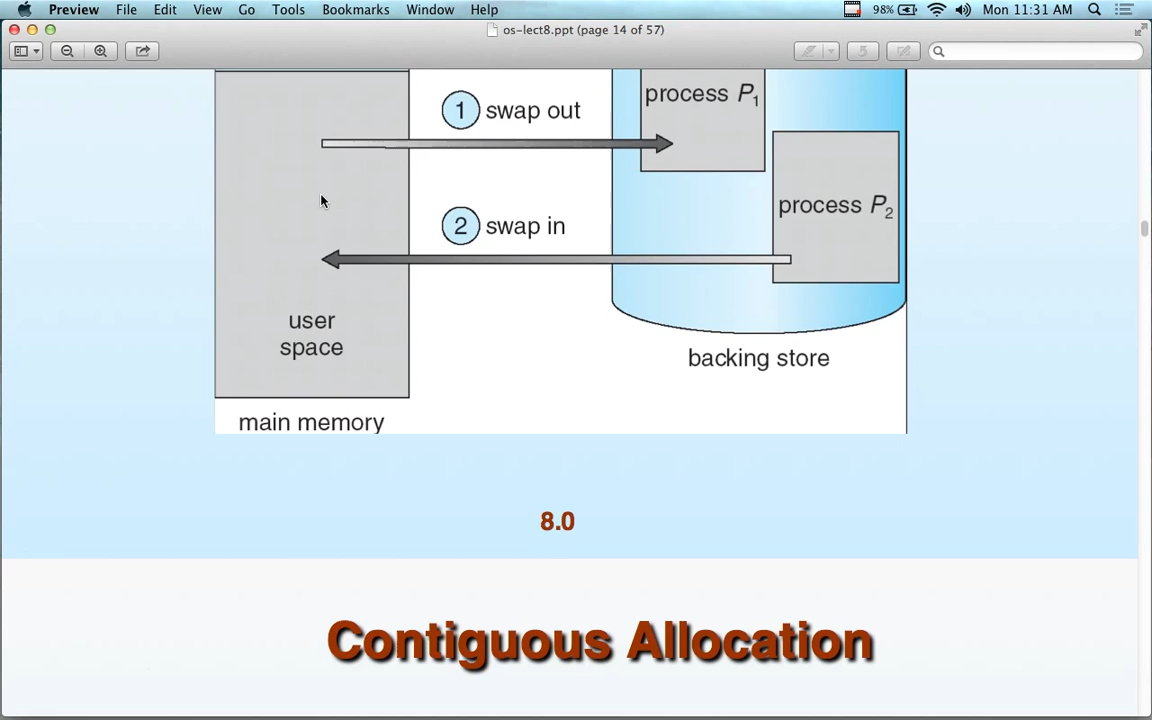 Preview File Edit View Go Tools Bookmarks Window Help 98% Mon 11:31 AM
os-lect8.ppt (page 14 of 57)
process P1
1 swap out
process P2
2 swap in
user
space
backing store
main memory
8.0
Contiguous Allocation